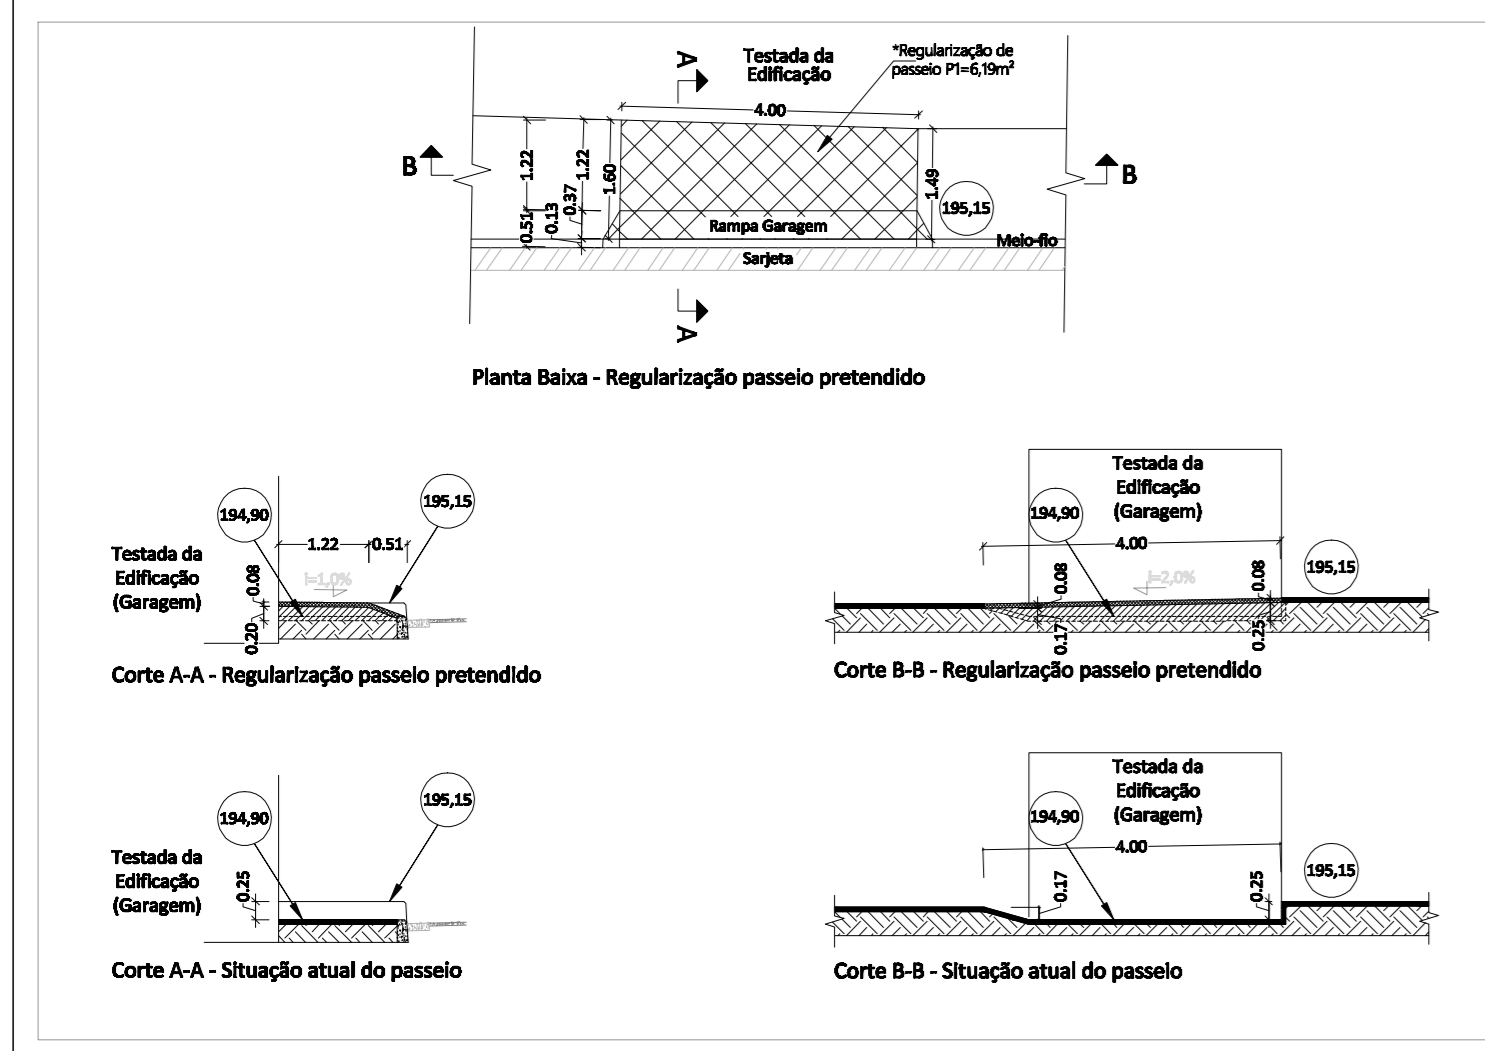 A
Testada da
Edificação
*Regularização de
passeio P1=6,19m²
4.00
B
1.22
1.22
1.60
1.49
B
0.51
0.13
0.37
195,15
Rampa Garagem
Meio-fio
Sarjeta
A
Planta Baixa - Regularização passeio pretendido
194,90
195,15
Testada da
Edificação
(Garagem)
1.22
0.51
0.08
i=1,0%
0.20
Corte A-A - Regularização passeio pretendido
Testada da
Edificação
(Garagem)
194,90
4.00
195,15
0.08
i=2,0%
0.08
0.17
0.25
Corte B-B - Regularização passeio pretendido
194,90
195,15
Testada da
Edificação
(Garagem)
0.25
Corte A-A - Situação atual do passeio
Testada da
Edificação
(Garagem)
194,90
4.00
195,15
0.17
0.25
Corte B-B - Situação atual do passeio